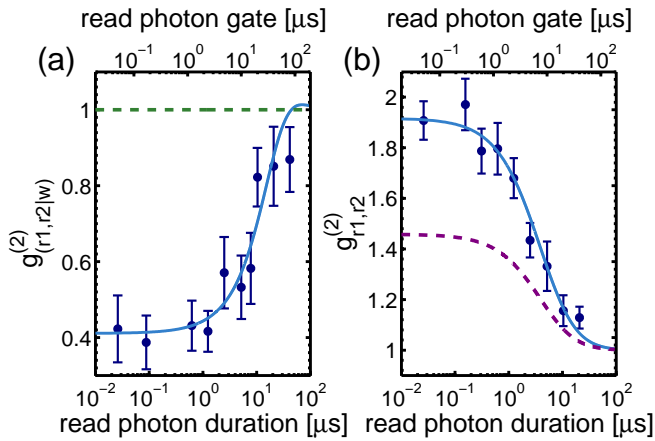 read photon gate [μs]
read photon gate [μs]
(a)
10⁻¹ 10⁰ 10¹ 10²
(b)
10⁻¹ 10⁰ 10¹
1
0.8
0.6
0.4
g⁽²⁾(r1,r2|w)
2
1.8
1.6
1.4
1.2
1
g⁽²⁾r1,r2
10⁻² 10⁻¹ 10⁰ 10¹ 10²
10⁻² 10⁻¹ 10⁰ 10¹ 10²
read photon duration [μs]
read photon duration [μs]